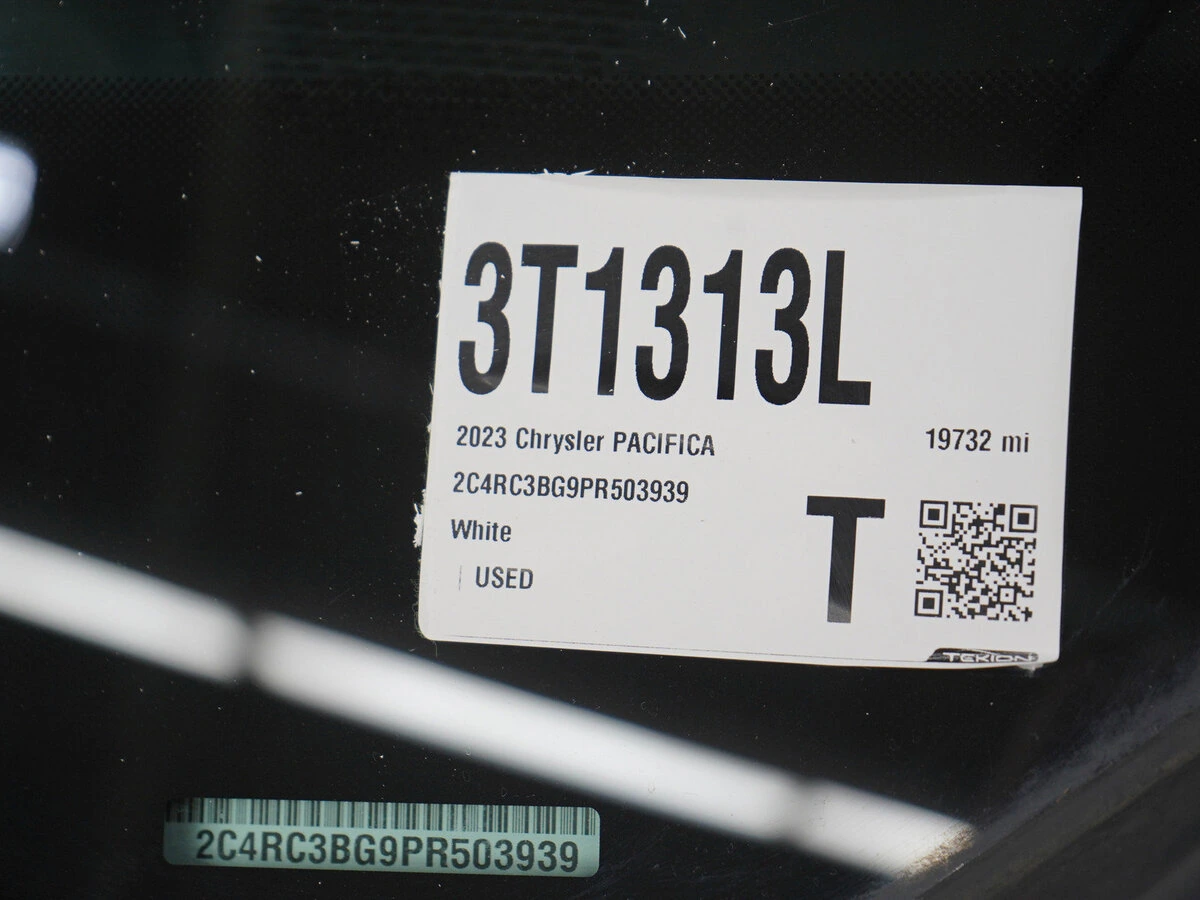 3T1313L
2023 Chrysler PACIFICA
19732 mi
2C4RC3BG9PR503939
White
T
USED
TEKION
2C4RC3BG9PR503939